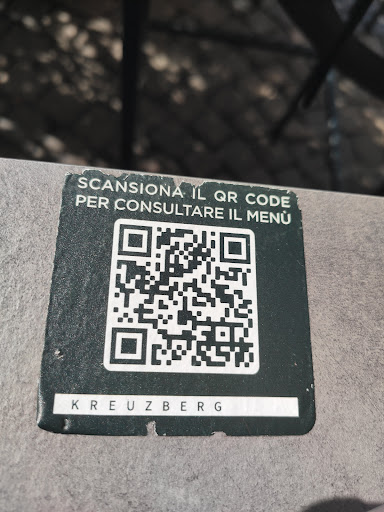 SCANSIONA IL QR CODE
PER CONSULTARE IL MENÙ
KREUZBERG